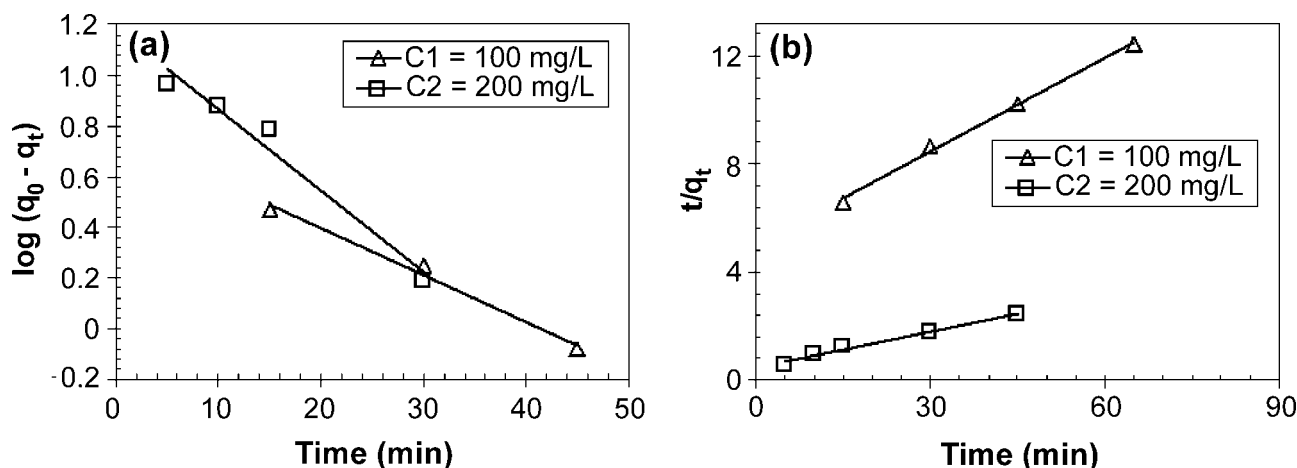 (a)
C1 = 100 mg/L
C2 = 200 mg/L
log (q0 - qt)
1.2
1.0
0.8
0.6
0.4
0.2
0
-0.2
0 10 20 30 40 50
Time (min)
(b)
C1 = 100 mg/L
C2 = 200 mg/L
t/qt
12
8
4
0
0 30 60 90
Time (min)